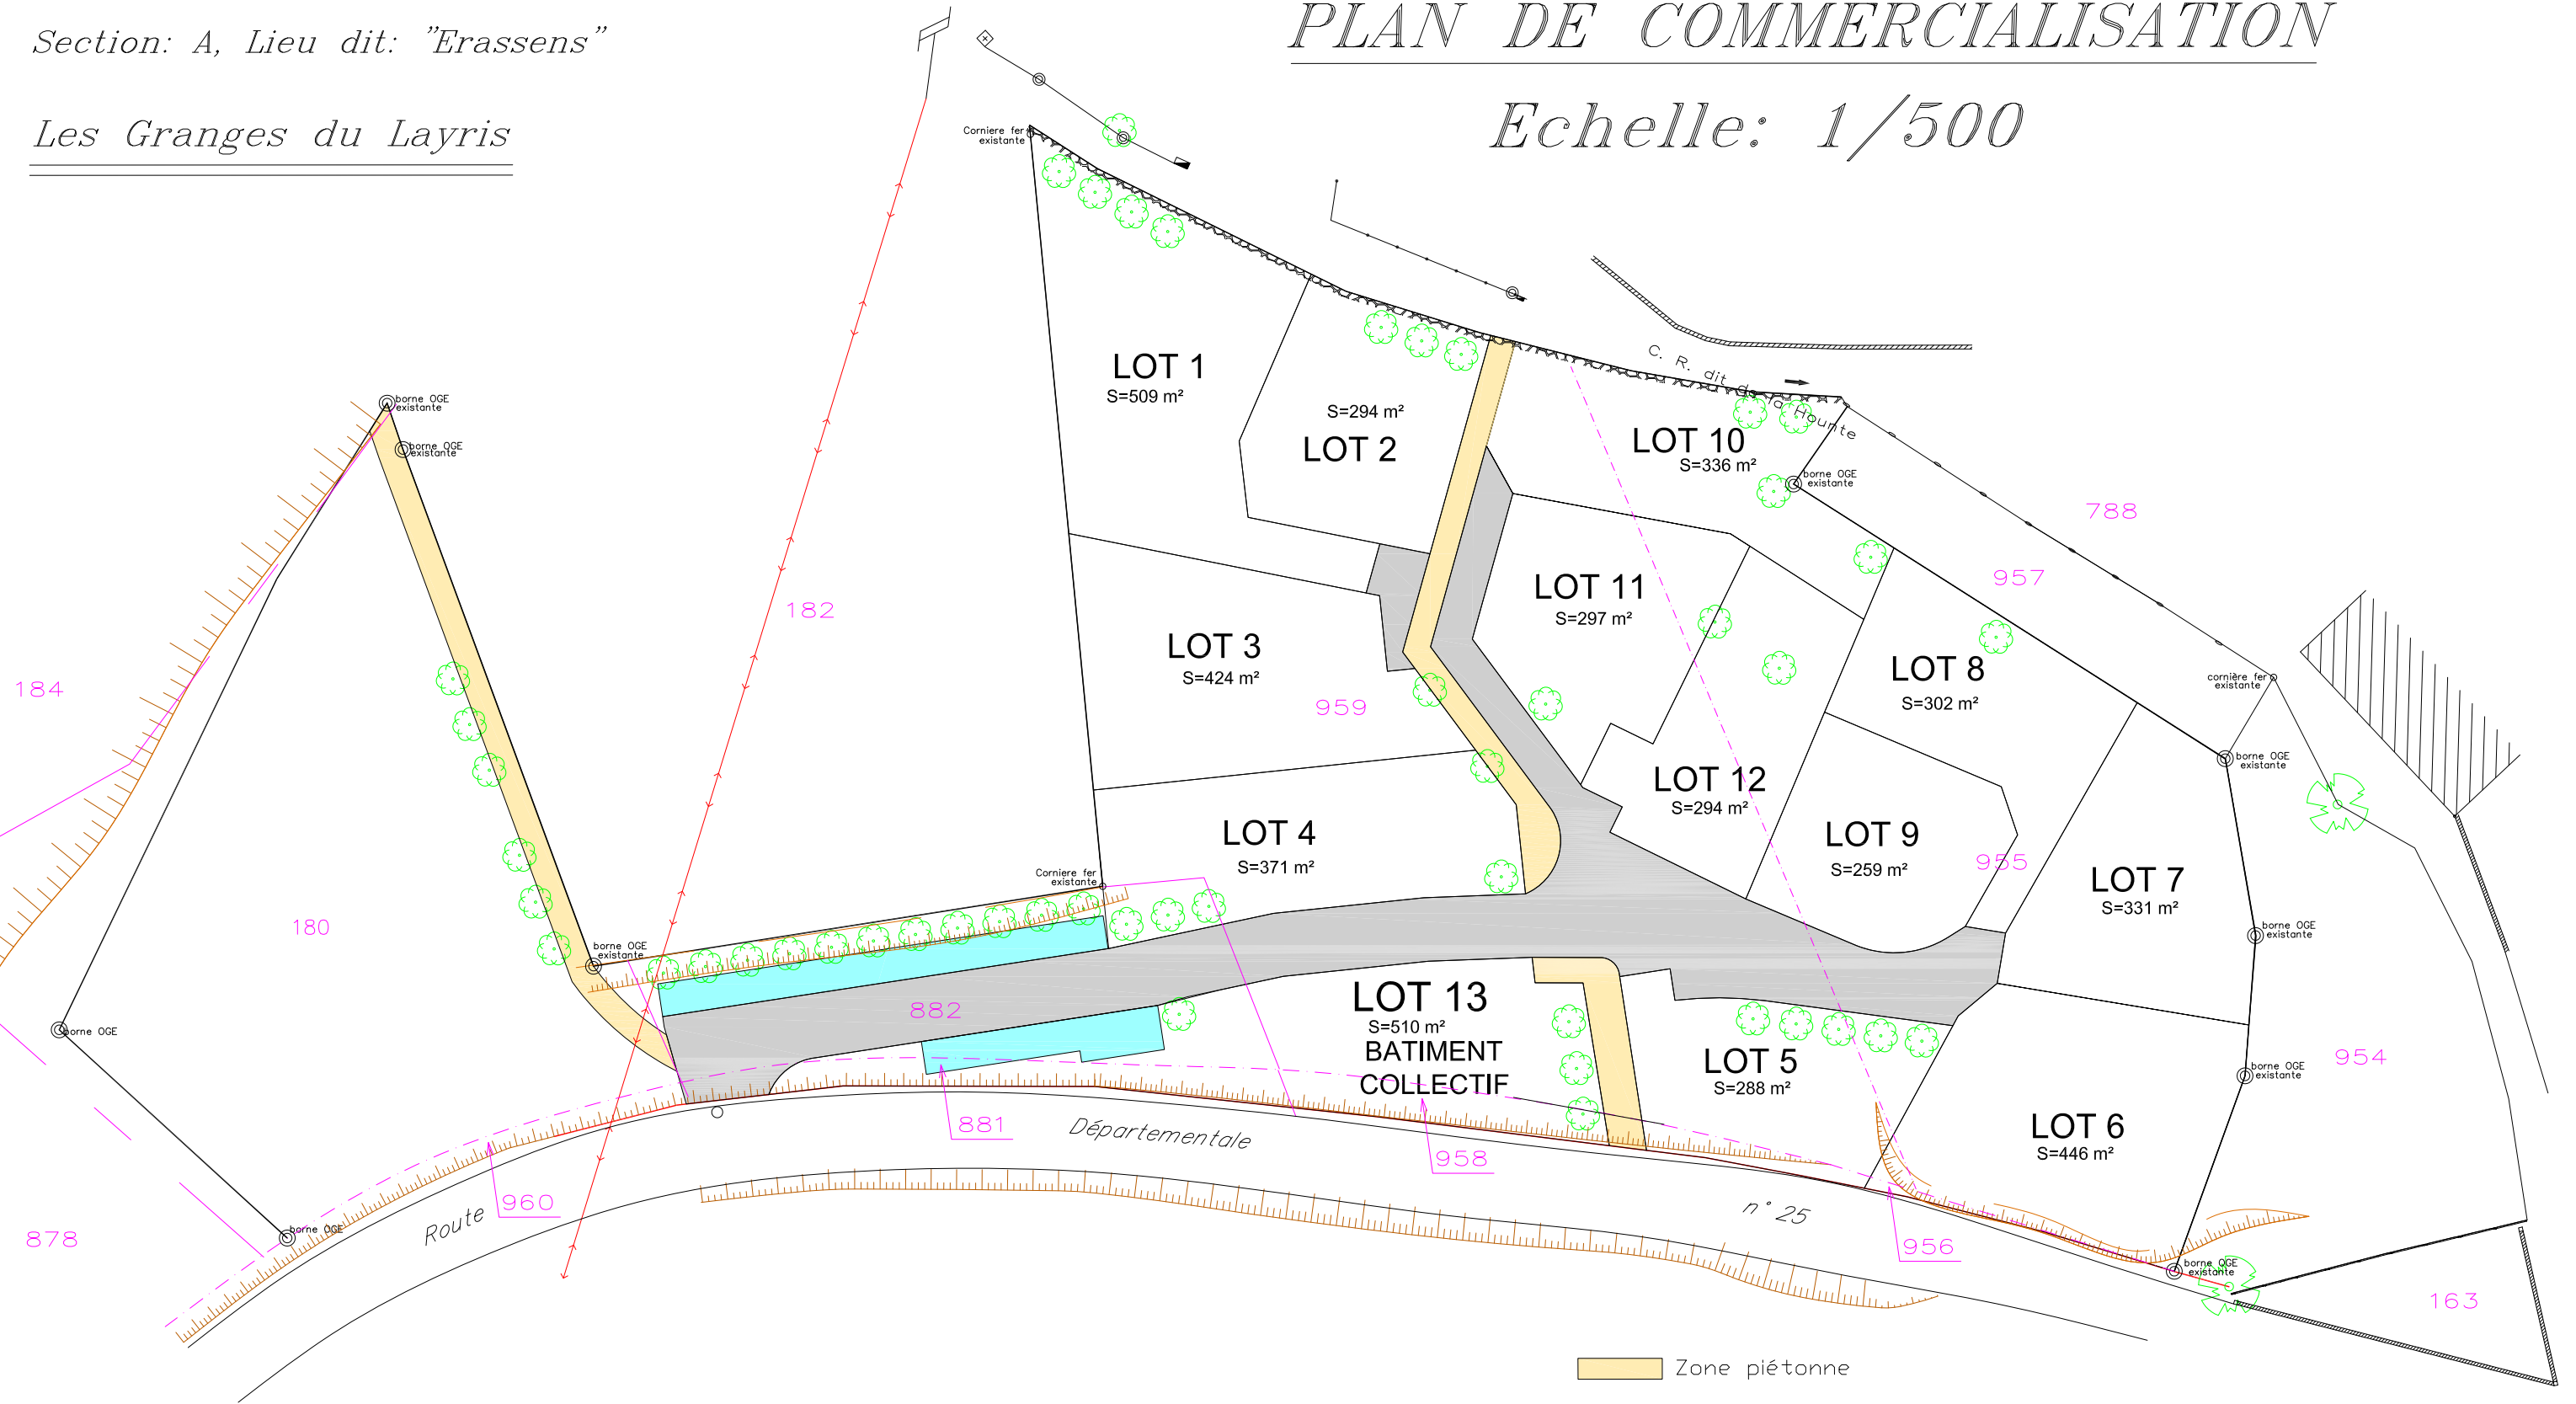 Section: A, Lieu dit: "Erassens"
PLAN DE COMMERCIALISATION
Les Granges du Layris
Echelle: 1/500
Corniere fer
existante
C. R. dit de la Hounte
LOT 1
S=509 m²
S=294 m²
LOT 2
LOT 10
S=336 m²
borne OGE
existante
borne OGE
existante
borne OGE
existante
788
957
182
LOT 11
S=297 m²
LOT 3
S=424 m²
959
LOT 8
S=302 m²
cornière fer
existante
184
borne OGE
existante
LOT 12
S=294 m²
LOT 4
S=371 m²
LOT 9
S=259 m²
955
LOT 7
S=331 m²
Corniere fer
existante
180
borne OGE
existante
borne OGE
existante
882
LOT 13
S=510 m²
BATIMENT
COLLECTIF
borne OGE
LOT 5
S=288 m²
954
borne OGE
existante
881
Départementale
958
LOT 6
S=446 m²
960
Route
n° 25
878
borne OGE
956
borne OGE
existante
163
Zone piétonne